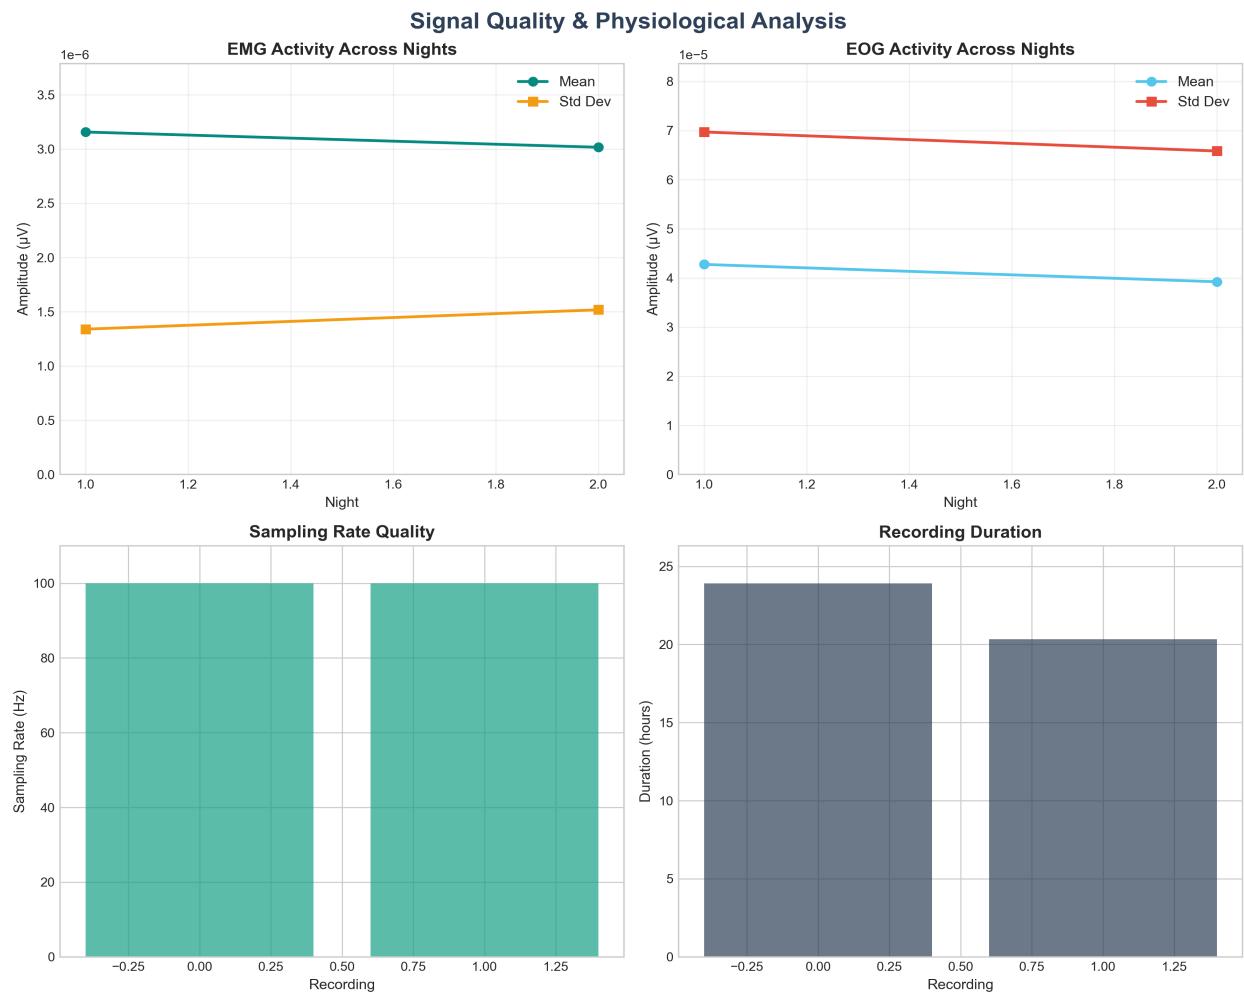 Signal Quality & Physiological Analysis
EMG Activity Across Nights
1e−6
3.5
3.0
2.5
2.0
1.5
1.0
0.5
0.0
Amplitude (μV)
Mean
Std Dev
1.0 1.2 1.4 1.6 1.8 2.0
Night
EOG Activity Across Nights
1e−5
8
7
6
5
4
3
2
1
0
Amplitude (μV)
Mean
Std Dev
1.0 1.2 1.4 1.6 1.8 2.0
Night
Sampling Rate Quality
100
80
60
40
20
0
Sampling Rate (Hz)
−0.25 0.00 0.25 0.50 0.75 1.00 1.25
Recording
Recording Duration
25
20
15
10
5
0
Duration (hours)
−0.25 0.00 0.25 0.50 0.75 1.00 1.25
Recording